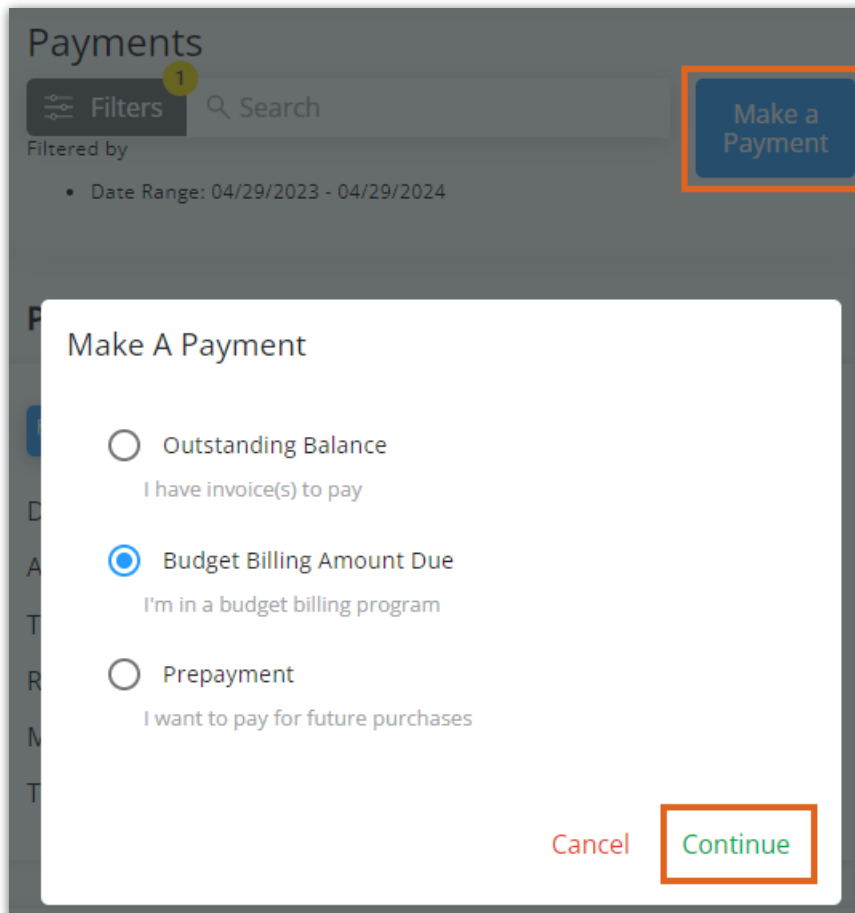 Payments
1
Filters
Search
Make a
Payment
Filtered by
• Date Range: 04/29/2023 - 04/29/2024
P
Make A Payment
Outstanding Balance
I have invoice(s) to pay
D
Budget Billing Amount Due
A
I'm in a budget billing program
T
Prepayment
R
I want to pay for future purchases
M
T
Cancel
Continue